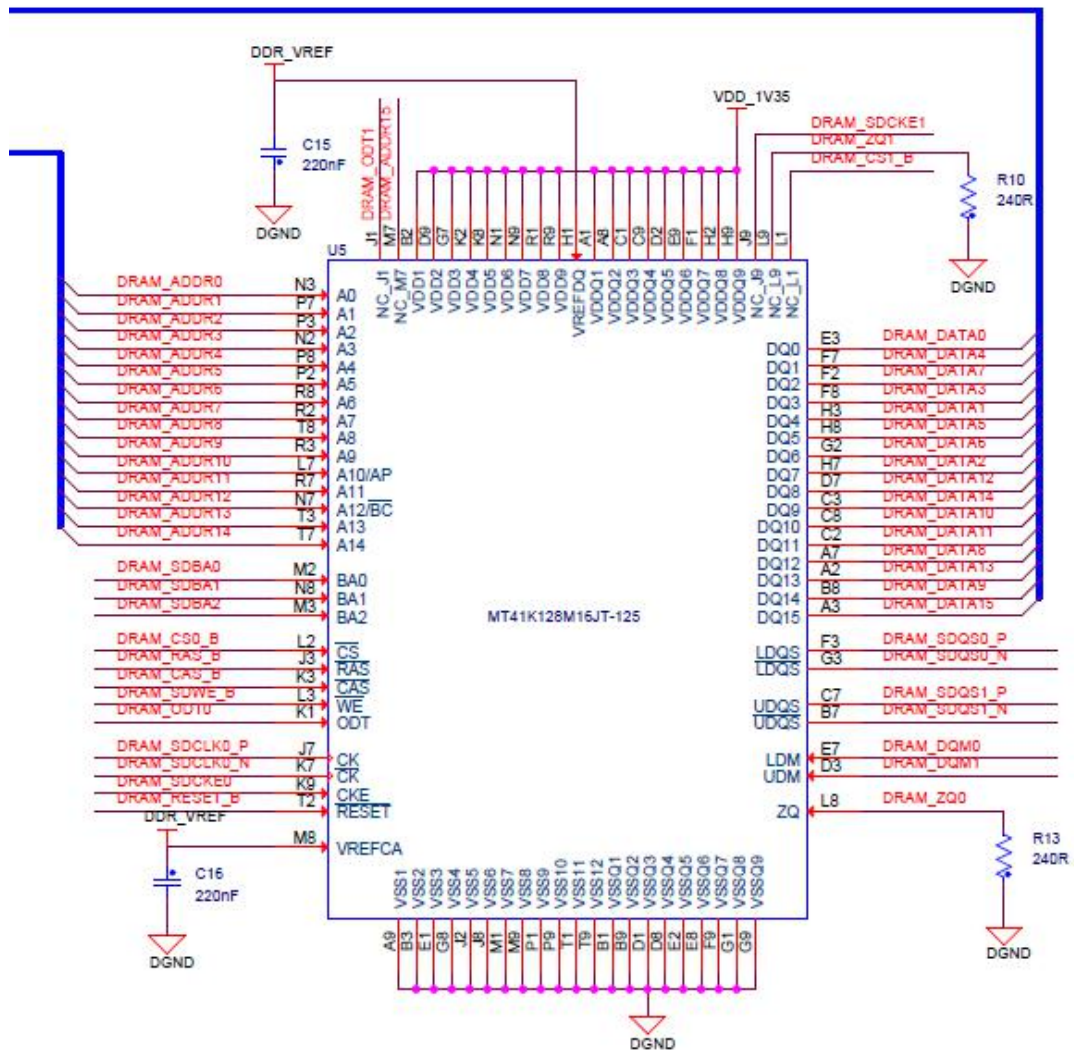 DDR_VREF
VDD_1V35
C15
220nF
DGND
DRAM_ODT1
DRAM_ADDR15
DRAM_SDCKE1
DRAM_ZQ1
DRAM_CS1_B
R10
240R
DGND
U5
J1 M7 B2 D9 G7 K2 K8 N1 N9 R1 R9 H1 A1 A8 C1 C9 D2 E9 F1 H2 H9 J9 L9 L1
NC_J1 NC_M7 VDD1 VDD2 VDD3 VDD4 VDD5 VDD6 VDD7 VDD8 VDD9 VREFDQ VDDQ1 VDDQ2 VDDQ3 VDDQ4 VDDQ5 VDDQ6 VDDQ7 VDDQ8 VDDQ9 NC_J9 NC_L9 NC_L1
DRAM_ADDR0 N3 A0
DRAM_ADDR1 P7 A1
DRAM_ADDR2 P3 A2
DRAM_ADDR3 N2 A3
DRAM_ADDR4 P8 A4
DRAM_ADDR5 P2 A5
DRAM_ADDR6 R8 A6
DRAM_ADDR7 R2 A7
DRAM_ADDR8 T8 A8
DRAM_ADDR9 R3 A9
DRAM_ADDR10 L7 A10/AP
DRAM_ADDR11 R7 A11
DRAM_ADDR12 N7 A12/BC
DRAM_ADDR13 T3 A13
DRAM_ADDR14 T7 A14
DRAM_SDBA0 M2 BA0
DRAM_SDBA1 N8 BA1
DRAM_SDBA2 M3 BA2
DRAM_CS0_B L2 CS
DRAM_RAS_B J3 RAS
DRAM_CAS_B K3 CAS
DRAM_SDWE_B L3 WE
DRAM_ODT0 K1 ODT
DRAM_SDCLK0_P J7 CK
DRAM_SDCLK0_N K7 CK
DRAM_SDCKE0 K9 CKE
DRAM_RESET_B T2 RESET
DDR_VREF
M8 VREFCA
C16
220nF
DGND
MT41K128M16JT-125
DQ0 E3 DRAM_DATA0
DQ1 F7 DRAM_DATA4
DQ2 F2 DRAM_DATA7
DQ3 F8 DRAM_DATA3
DQ4 H3 DRAM_DATA1
DQ5 H8 DRAM_DATA5
DQ6 G2 DRAM_DATA6
DQ7 H7 DRAM_DATA2
DQ8 D7 DRAM_DATA12
DQ9 C3 DRAM_DATA14
DQ10 C8 DRAM_DATA10
DQ11 C2 DRAM_DATA11
DQ12 A7 DRAM_DATA8
DQ13 A2 DRAM_DATA13
DQ14 B8 DRAM_DATA9
DQ15 A3 DRAM_DATA15
LDQS F3 DRAM_SDQS0_P
LDQS G3 DRAM_SDQS0_N
UDQS C7 DRAM_SDQS1_P
UDQS B7 DRAM_SDQS1_N
LDM E7 DRAM_DQM0
UDM D3 DRAM_DQM1
ZQ L8 DRAM_ZQ0
R13
240R
DGND
VSS1 VSS2 VSS3 VSS4 VSS5 VSS6 VSS7 VSS8 VSS9 VSS10 VSS11 VSS12 VSSQ1 VSSQ2 VSSQ3 VSSQ4 VSSQ5 VSSQ6 VSSQ7 VSSQ8 VSSQ9
A9 B3 E1 G8 J2 J8 M1 M9 P1 P9 T1 T9 B1 B9 D1 D8 E2 E8 F9 G1 G9
DGND